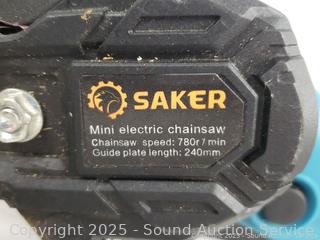 SAKER
Mini electric chainsaw
Chainsaw speed: 780r/min
Guide plate length: 240mm
Copyright 2025 - Sound Auction Service